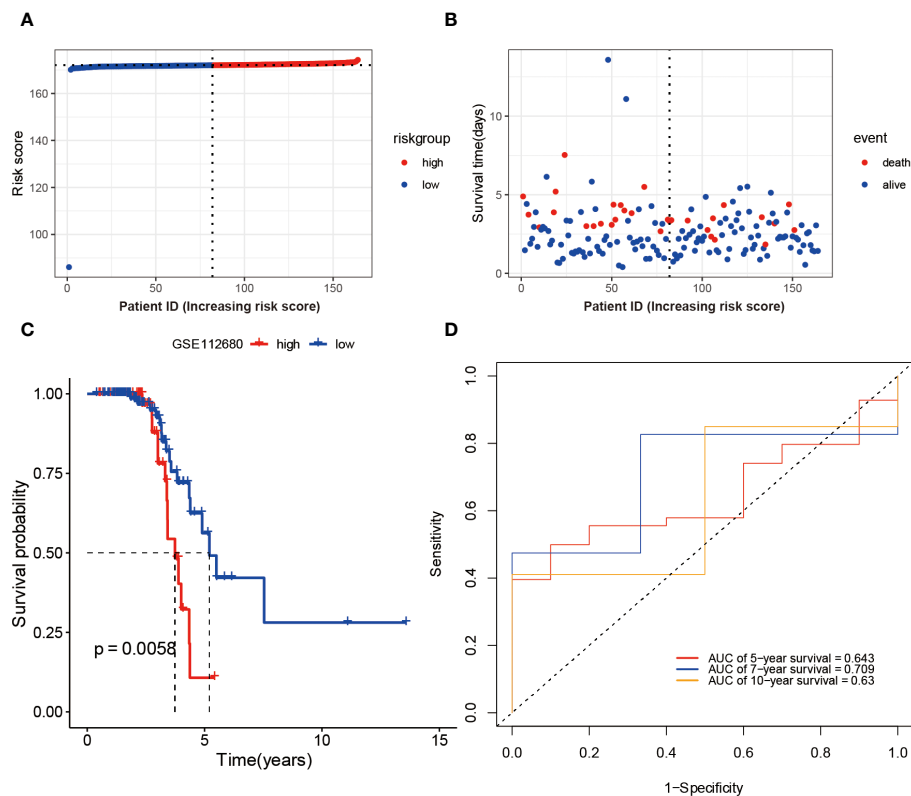 A
160
140
120
100
0
50
100
150
Risk score
Patient ID (Increasing risk score)
riskgroup
high
low
B
10
5
0
0
50
100
150
Survival time(days)
Patient ID (Increasing risk score)
event
death
alive
C
GSE112680 high low
1.00
0.75
0.50
0.25
0.00
p = 0.0058
0
5
10
15
Survival probability
Time(years)
D
1.0
0.8
0.6
0.4
0.2
0.0
Sensitivity
AUC of 5−year survival = 0.643
AUC of 7−year survival = 0.709
AUC of 10−year survival = 0.63
0.0
0.2
0.4
0.6
0.8
1.0
1−Specificity